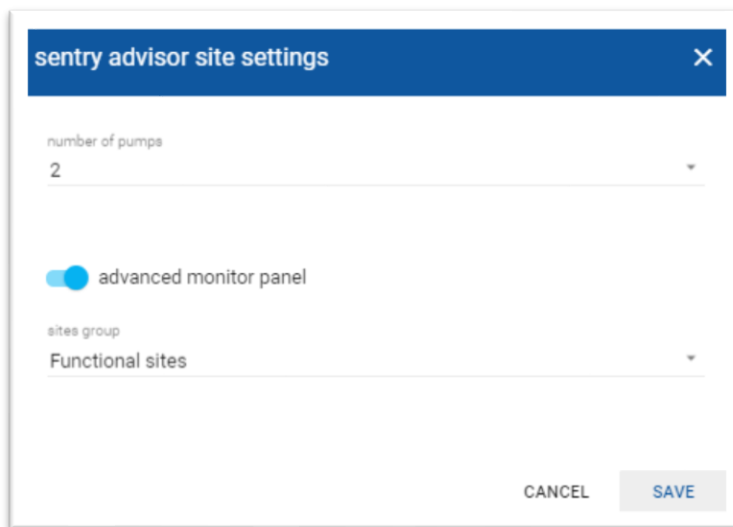 sentry advisor site settings
number of pumps
2
advanced monitor panel
sites group
Functional sites
CANCEL SAVE